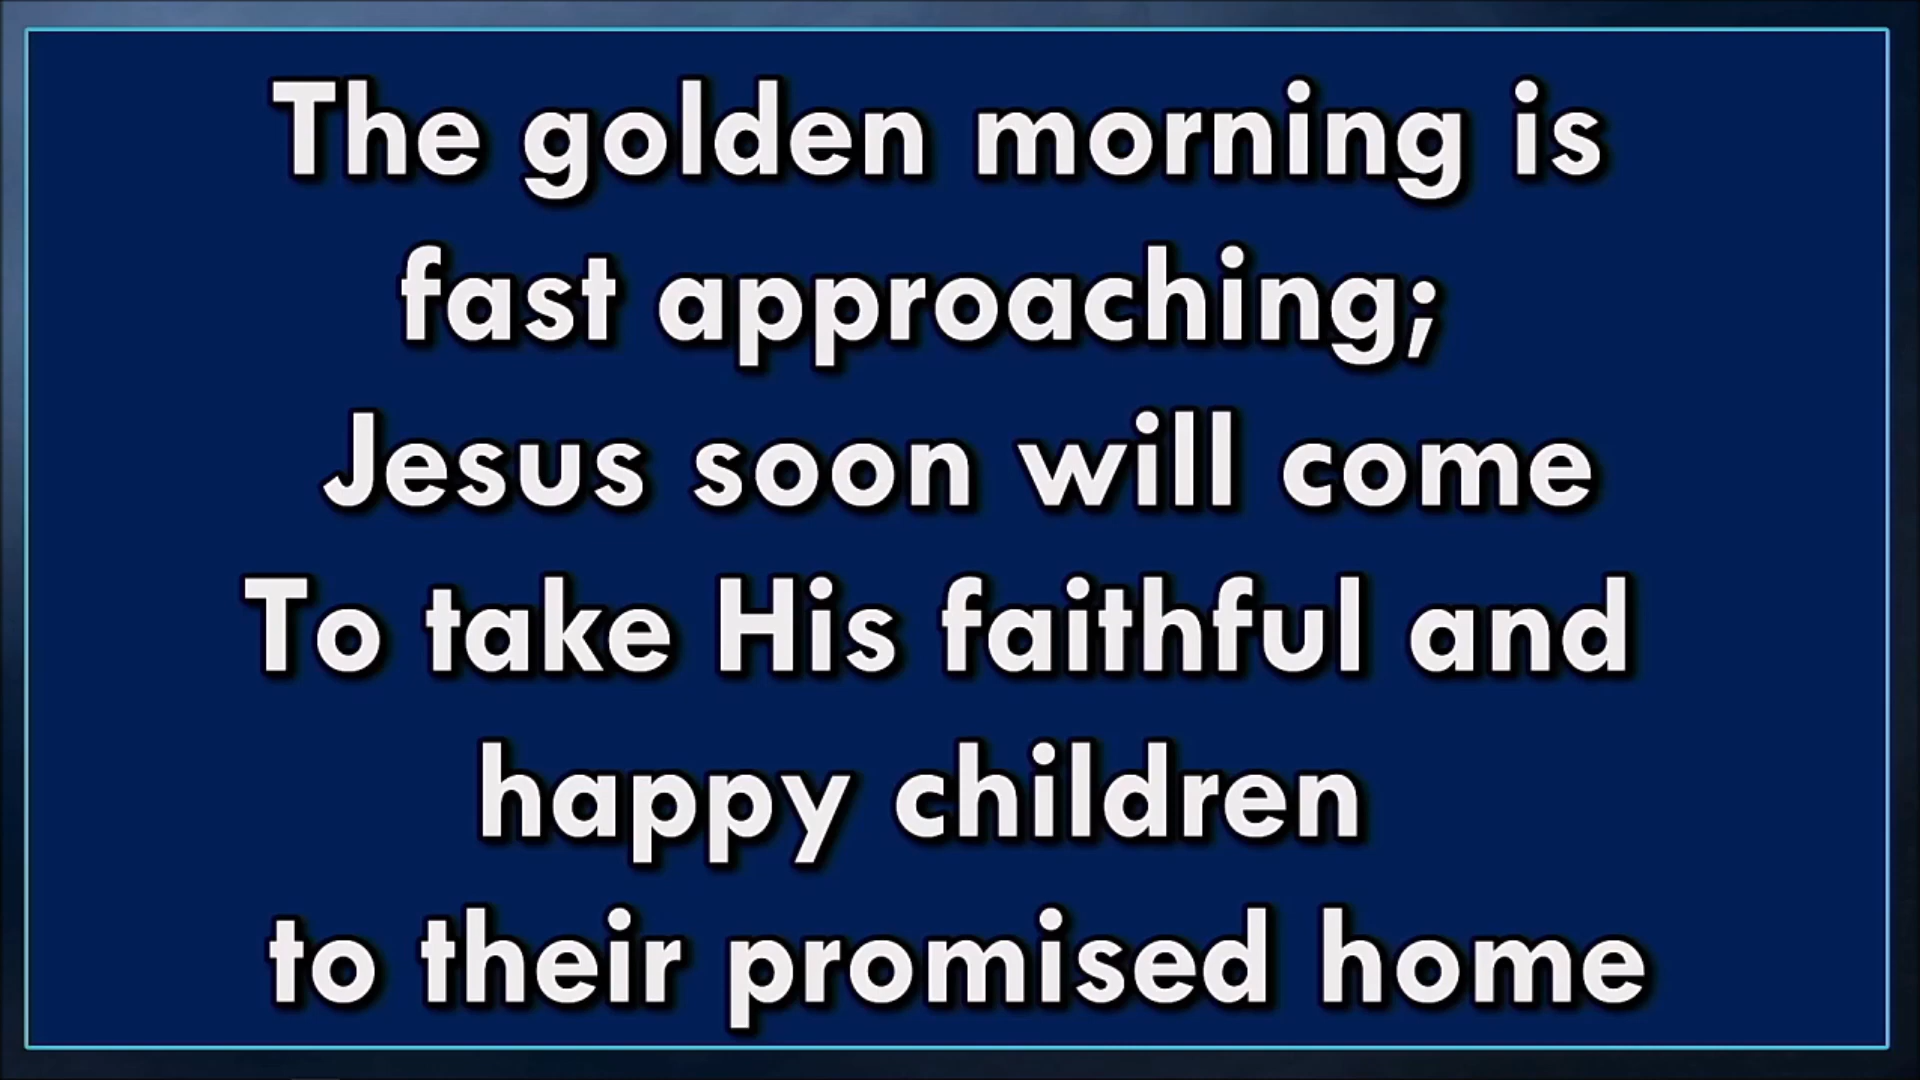 The golden morning is
fast approaching;
Jesus soon will come
To take His faithful and
happy children
to their promised home